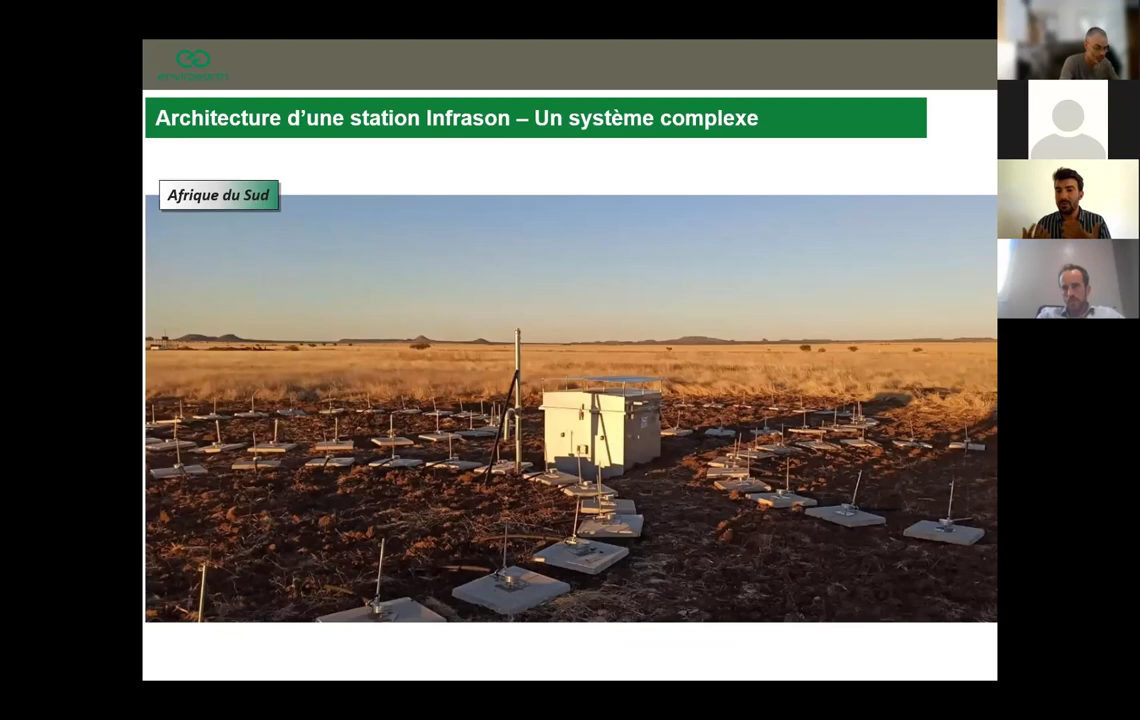 Architecture d'une station Infrason – Un système complexe
Afrique du Sud